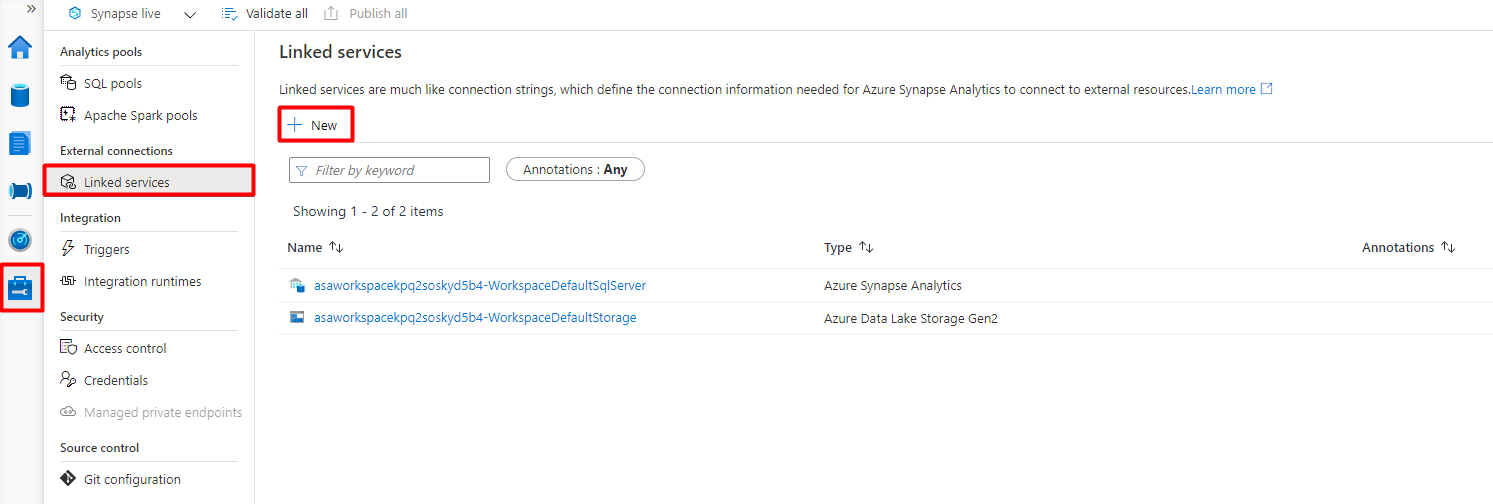 »
Synapse live
Validate all
Publish all
Analytics pools
SQL pools
Apache Spark pools
External connections
Linked services
Integration
Triggers
Integration runtimes
Security
Access control
Credentials
Managed private endpoints
Source control
Git configuration
Linked services
Linked services are much like connection strings, which define the connection information needed for Azure Synapse Analytics to connect to external resources.Learn more
New
Filter by keyword
Annotations : Any
Showing 1 - 2 of 2 items
Name Type Annotations
asaworkspacekpq2soskyd5b4-WorkspaceDefaultSqlServer Azure Synapse Analytics
asaworkspacekpq2soskyd5b4-WorkspaceDefaultStorage Azure Data Lake Storage Gen2